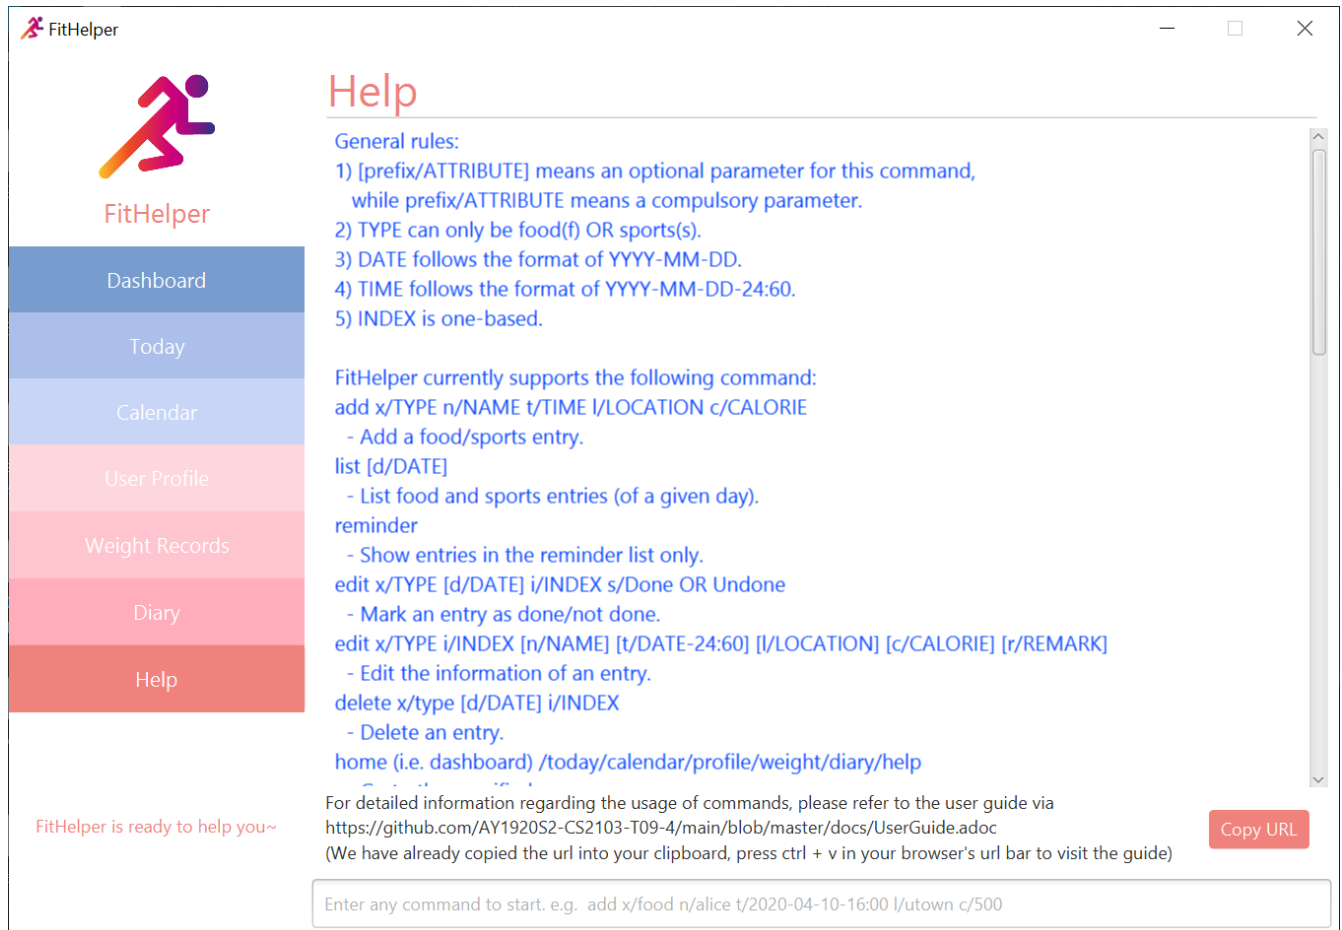 FitHelper
FitHelper
Dashboard
Today
Calendar
User Profile
Weight Records
Diary
Help
FitHelper is ready to help you~
Help
General rules:
1) [prefix/ATTRIBUTE] means an optional parameter for this command,
while prefix/ATTRIBUTE means a compulsory parameter.
2) TYPE can only be food(f) OR sports(s).
3) DATE follows the format of YYYY-MM-DD.
4) TIME follows the format of YYYY-MM-DD-24:60.
5) INDEX is one-based.
FitHelper currently supports the following command:
add x/TYPE n/NAME t/TIME l/LOCATION c/CALORIE
- Add a food/sports entry.
list [d/DATE]
- List food and sports entries (of a given day).
reminder
- Show entries in the reminder list only.
edit x/TYPE [d/DATE] i/INDEX s/Done OR Undone
- Mark an entry as done/not done.
edit x/TYPE i/INDEX [n/NAME] [t/DATE-24:60] [l/LOCATION] [c/CALORIE] [r/REMARK]
- Edit the information of an entry.
delete x/type [d/DATE] i/INDEX
- Delete an entry.
home (i.e. dashboard) /today/calendar/profile/weight/diary/help
For detailed information regarding the usage of commands, please refer to the user guide via
https://github.com/AY1920S2-CS2103-T09-4/main/blob/master/docs/UserGuide.adoc
(We have already copied the url into your clipboard, press ctrl + v in your browser's url bar to visit the guide)
Copy URL
Enter any command to start. e.g.  add x/food n/alice t/2020-04-10-16:00 l/utown c/500